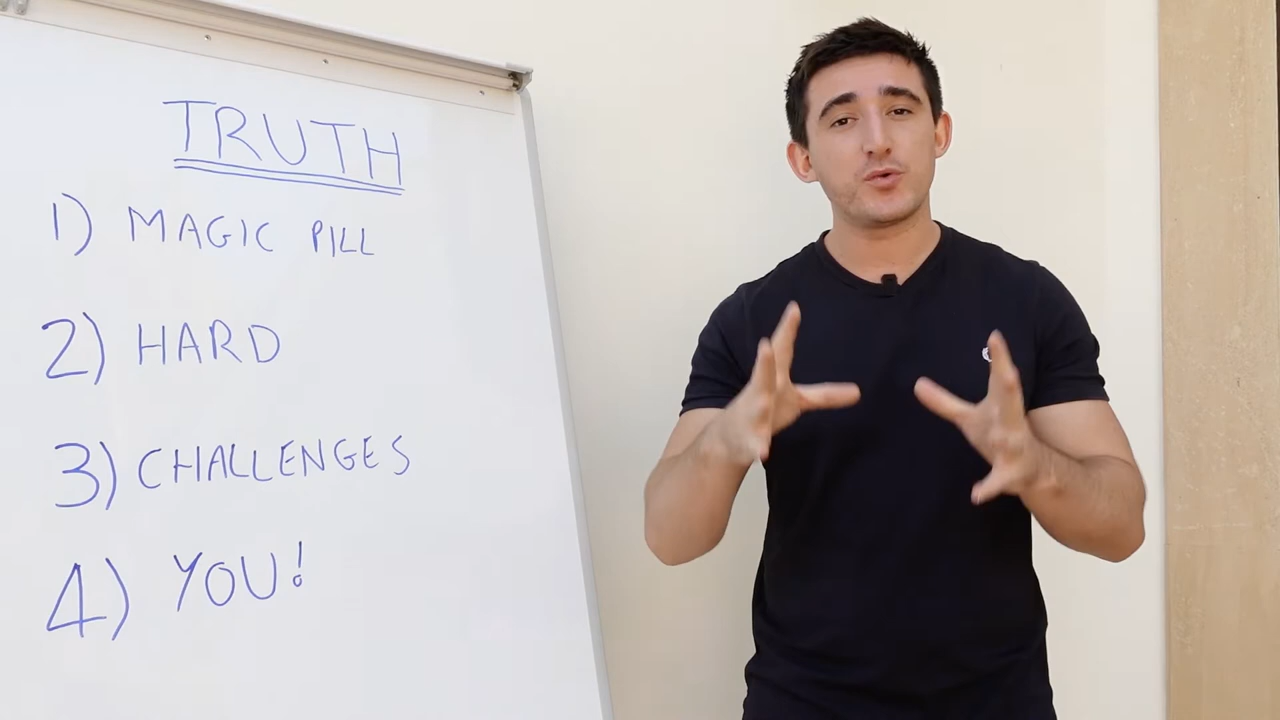 TRUTH
1) MAGIC PILL
2) HARD
3) CHALLENGES
4) YOU!